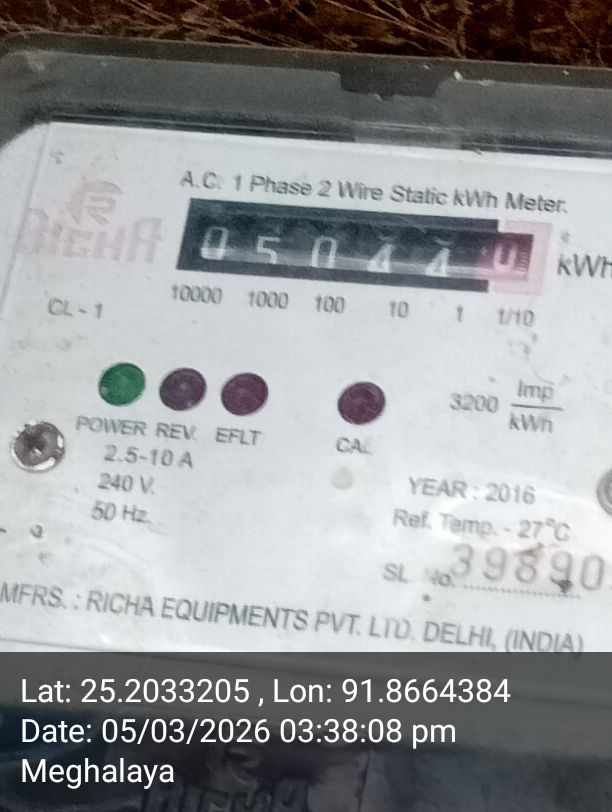 A.C. 1 Phase 2 Wire Static kWh Meter.
RICHA
0 5 0 4 4 0 kWh
10000 1000 100 10 1 1/10
CL - 1
3200 Imp/kWh
POWER REV. EFLT CAL
2.5-10 A
240 V.
50 Hz.
YEAR : 2016
Ref. Temp. - 27°C
SL No. 39890
MFRS. : RICHA EQUIPMENTS PVT. LTD. DELHI, (INDIA)
Lat: 25.2033205 , Lon: 91.8664384
Date: 05/03/2026 03:38:08 pm
Meghalaya